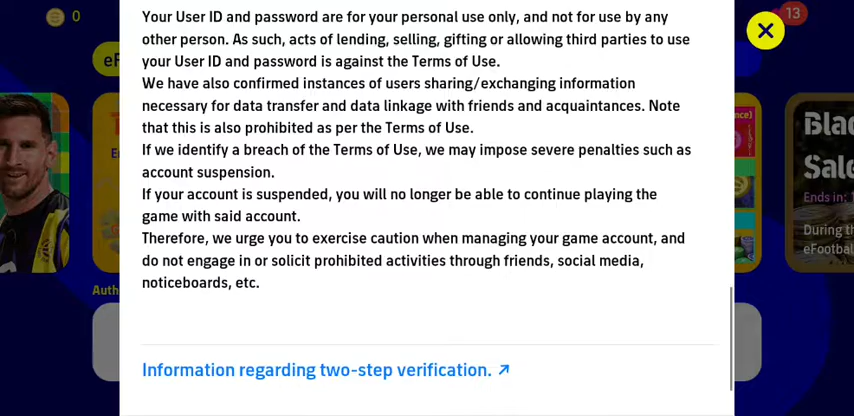 0
13
Your User ID and password are for your personal use only, and not for use by any
other person. As such, acts of lending, selling, gifting or allowing third parties to use
your User ID and password is against the Terms of Use.
We have also confirmed instances of users sharing/exchanging information
necessary for data transfer and data linkage with friends and acquaintances. Note
that this is also prohibited as per the Terms of Use.
If we identify a breach of the Terms of Use, we may impose severe penalties such as
account suspension.
If your account is suspended, you will no longer be able to continue playing the
game with said account.
Therefore, we urge you to exercise caution when managing your game account, and
do not engage in or solicit prohibited activities through friends, social media,
noticeboards, etc.
Information regarding two-step verification.
Ends in:
eFootbal